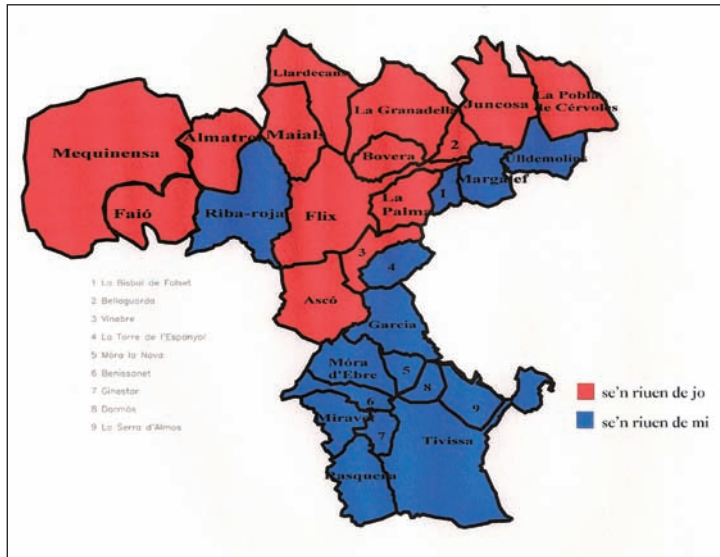 Llardecans
La Granadella
Juncosa
La Pobla
de Cérvoles
Almatret
Maials
Mequinensa
Bovera
2
Ulldemolins
Margalef
Faió
Riba-roja
Flix
La
Palma
1
3
4
Ascó
Garcia
Móra
d'Ebre
5
8
6
9
Miravet
7
Tivissa
Rasquera
1 La Bisbal de Falset
2 Bellaguarda
3 Vinebre
4 La Torre de l'Espanyol
5 Móra la Nova
6 Benissanet
7 Ginestar
8 Darmós
9 La Serra d'Almos
se'n riuen de jo
se'n riuen de mi